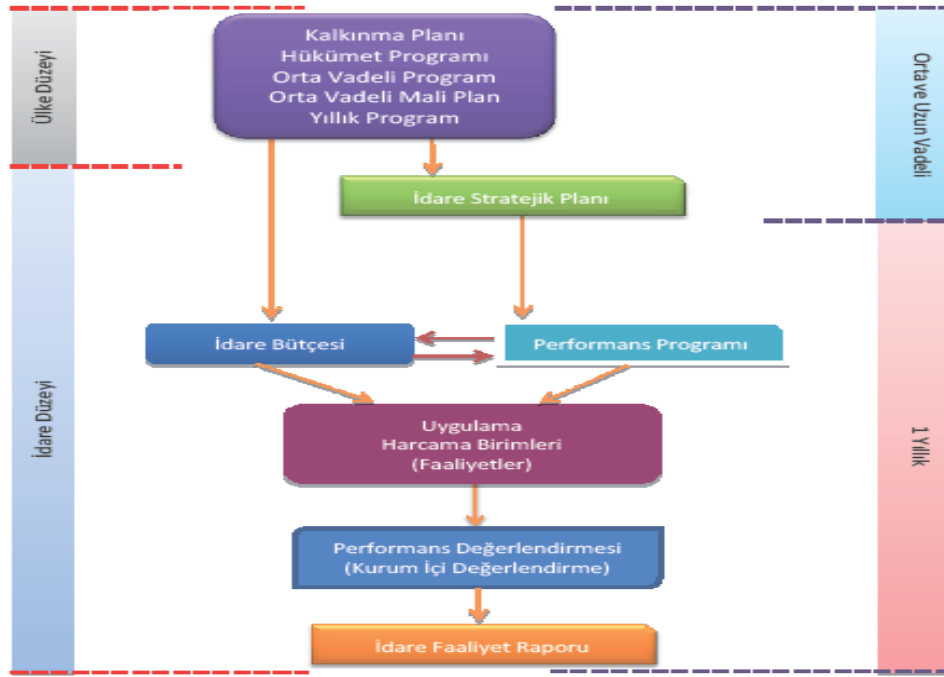 Ülke Düzeyi
Kalkınma Planı
Hükümet Programı
Orta Vadeli Program
Orta Vadeli Mali Plan
Yıllık Program
Orta ve Uzun Vadeli
İdare Stratejik Planı
İdare Düzeyi
İdare Bütçesi
Performans Programı
Uygulama
Harcama Birimleri
(Faaliyetler)
1 Yıllık
Performans Değerlendirmesi
(Kurum İçi Değerlendirme)
İdare Faaliyet Raporu